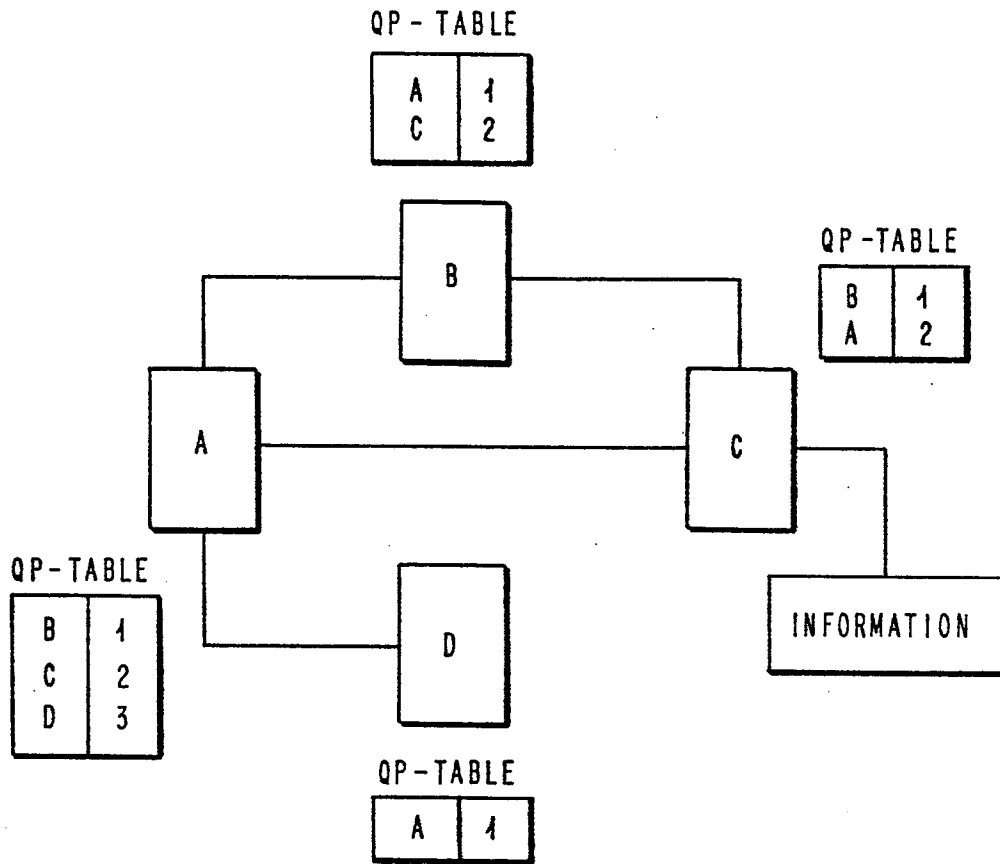 QP - TABLE
A 1
C 2
B
QP - TABLE
B 1
A 2
A
C
QP - TABLE
B 1
C 2
D 3
D
INFORMATION
QP - TABLE
A 1